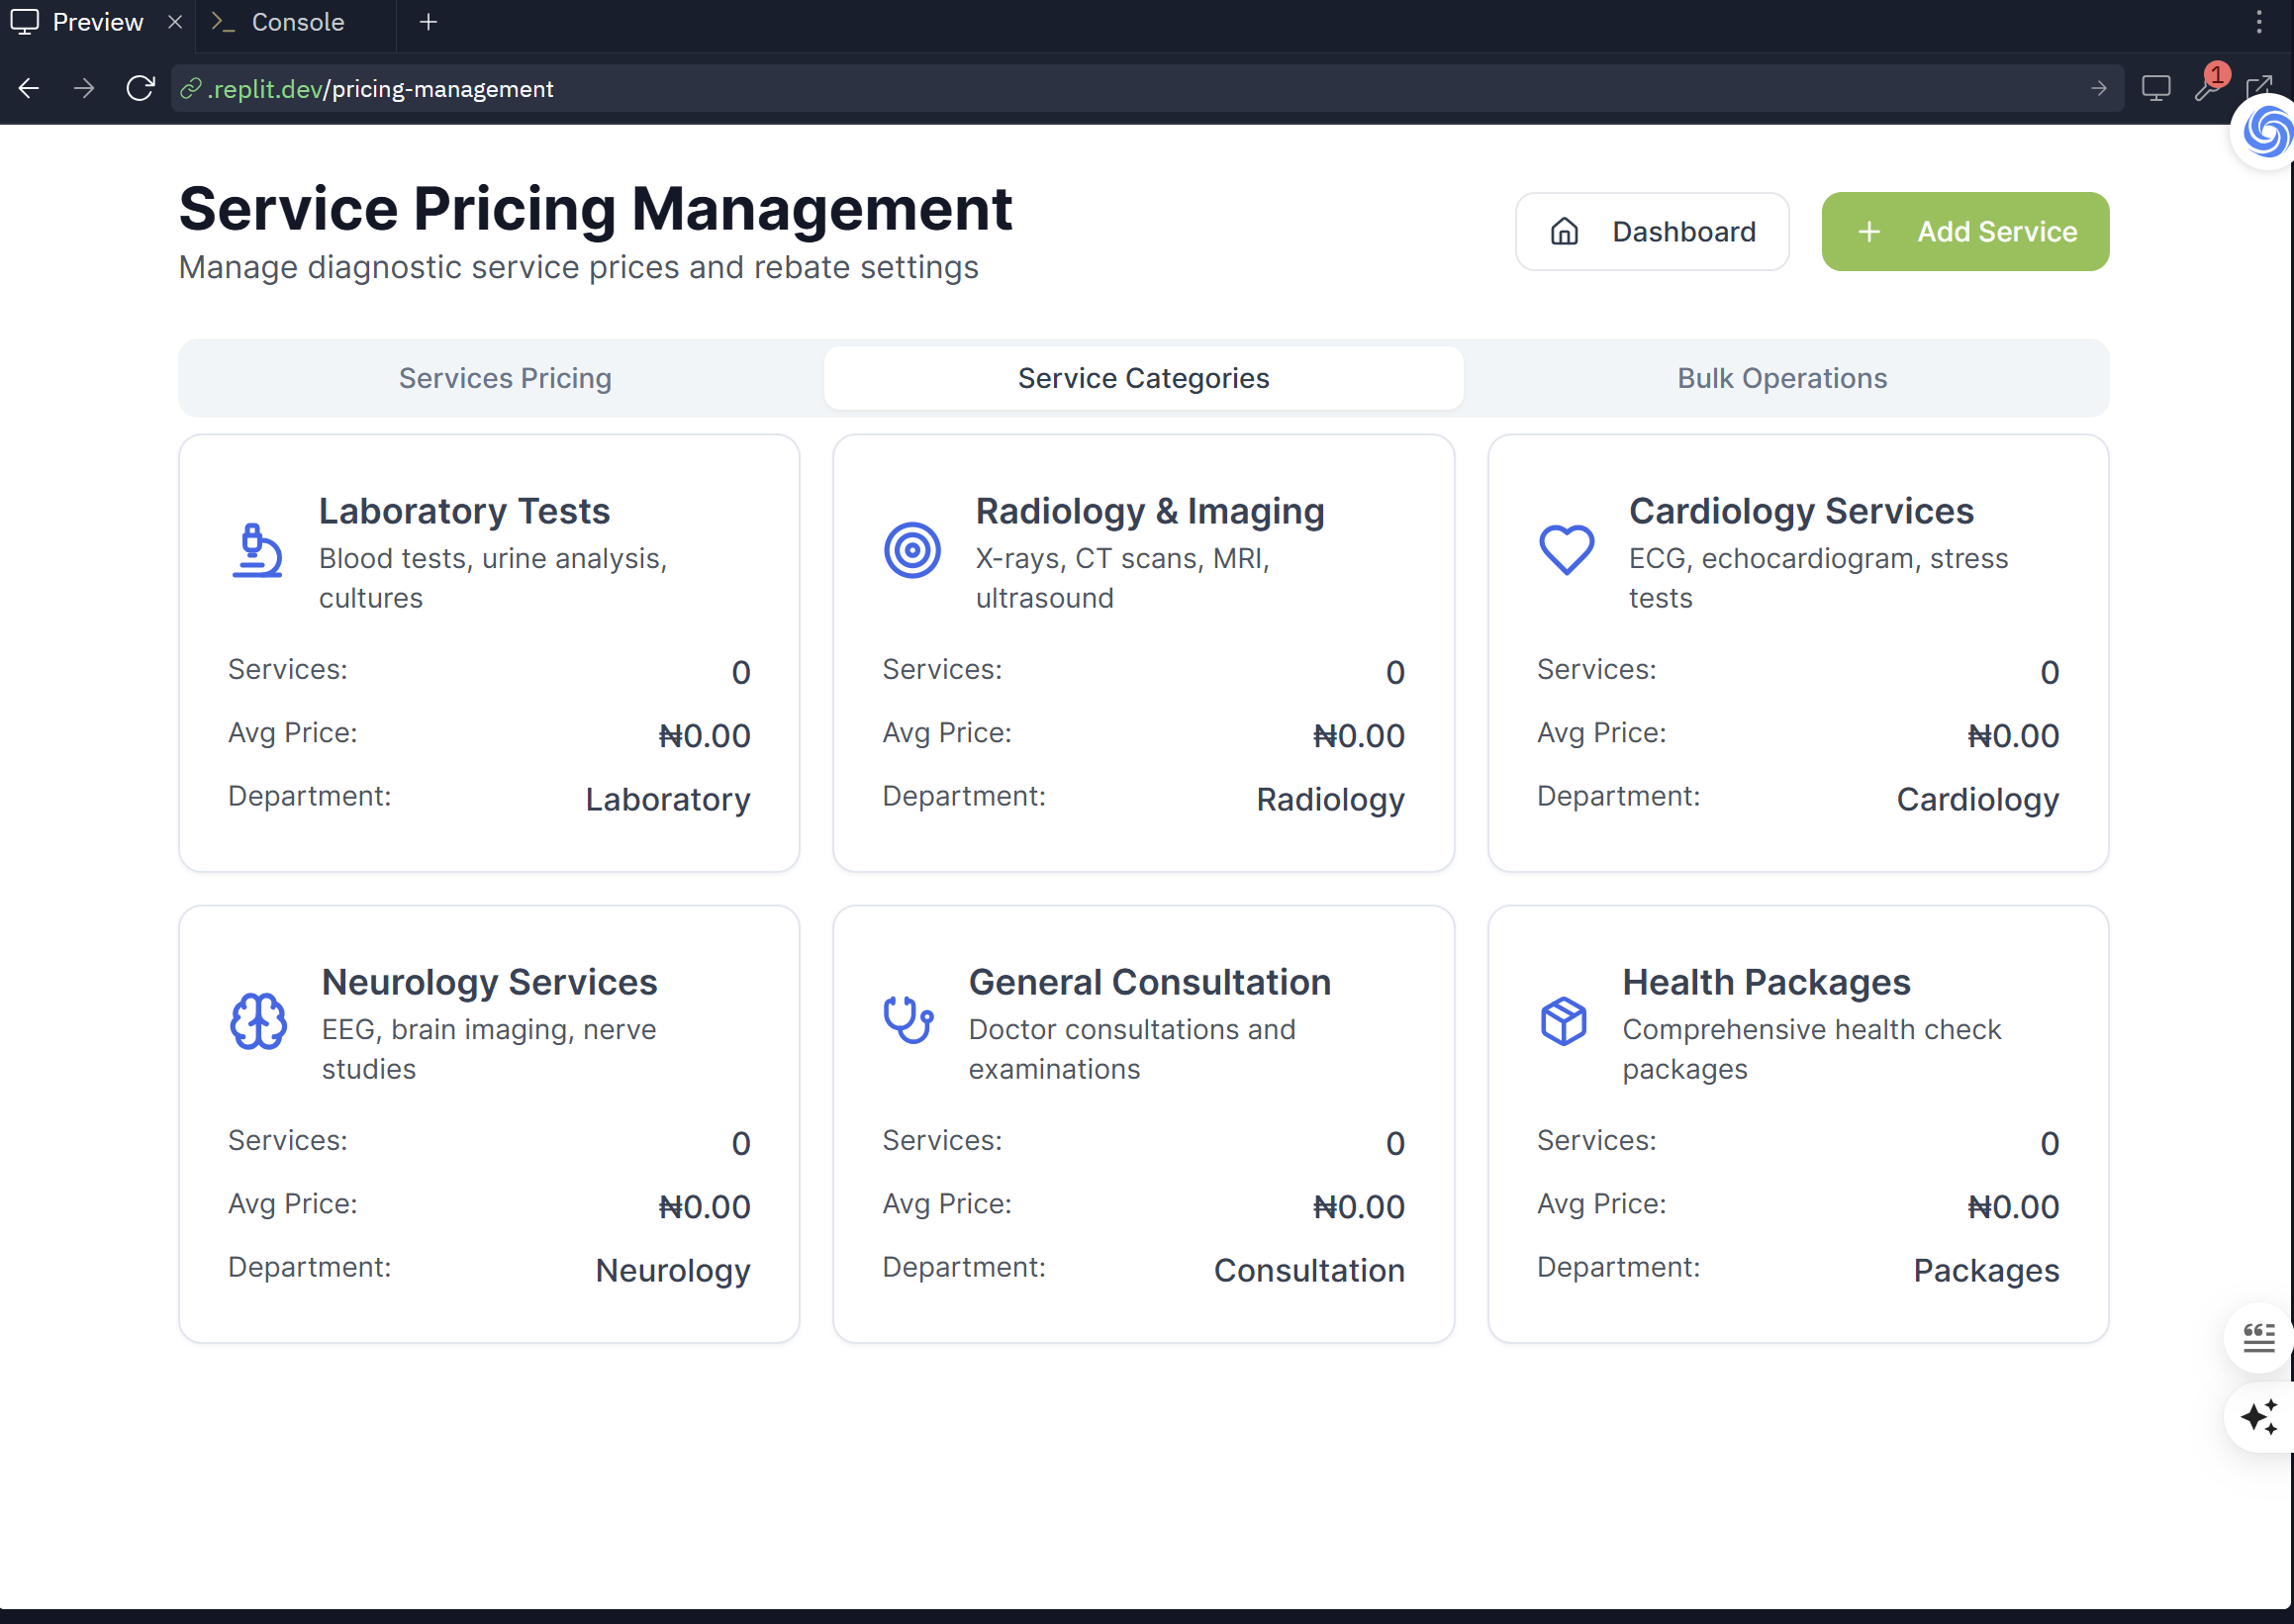 Preview
Console
.replit.dev/pricing-management
1
Service Pricing Management
Manage diagnostic service prices and rebate settings
Dashboard
Add Service
Services Pricing
Service Categories
Bulk Operations
Laboratory Tests
Blood tests, urine analysis,
cultures
Services: 0
Avg Price: ₦0.00
Department: Laboratory
Radiology & Imaging
X-rays, CT scans, MRI,
ultrasound
Services: 0
Avg Price: ₦0.00
Department: Radiology
Cardiology Services
ECG, echocardiogram, stress
tests
Services: 0
Avg Price: ₦0.00
Department: Cardiology
Neurology Services
EEG, brain imaging, nerve
studies
Services: 0
Avg Price: ₦0.00
Department: Neurology
General Consultation
Doctor consultations and
examinations
Services: 0
Avg Price: ₦0.00
Department: Consultation
Health Packages
Comprehensive health check
packages
Services: 0
Avg Price: ₦0.00
Department: Packages